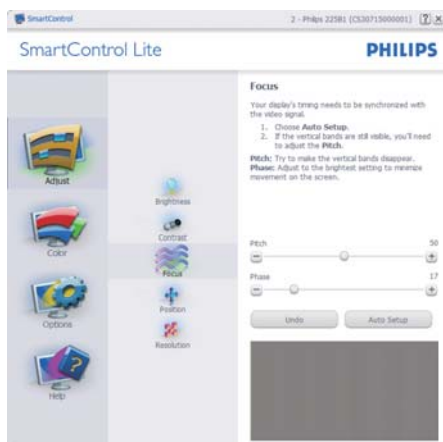 SmartControl
2 - Philips 225B1 (CS30715000001)
SmartControl Lite
PHILIPS
Adjust
Color
Options
Help
Brightness
Contrast
Focus
Position
Resolution
Focus
Your display's timing needs to be synchronized with
the video signal.
1. Choose Auto Setup.
2. If the vertical bands are still visible, you'll need
to adjust the Pitch.
Pitch: Try to make the vertical bands disappear.
Phase: Adjust to the brightest setting to minimize
movement on the screen.
Pitch 50
Phase 17
Undo Auto Setup